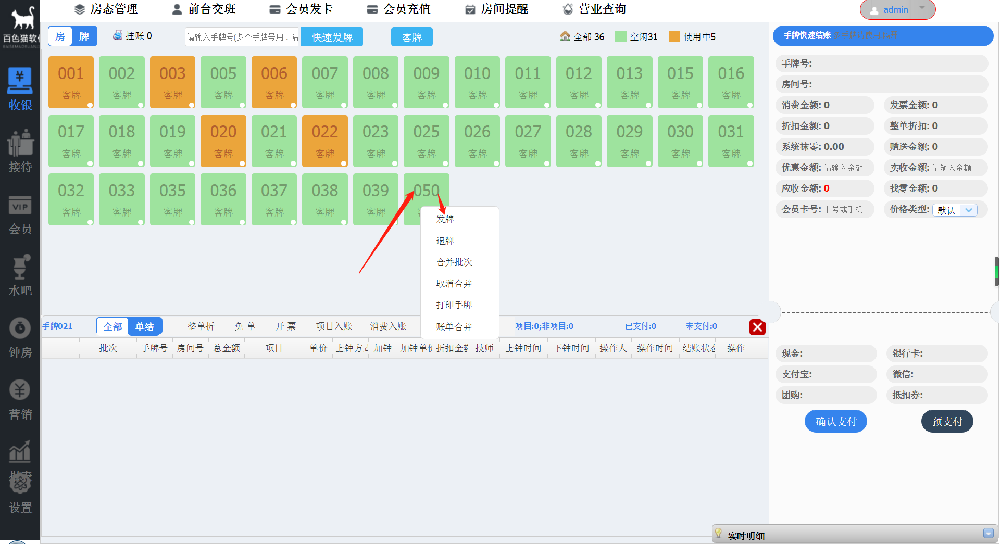 房态管理 前台交班 会员发卡 会员充值 房间提醒 营业查询 admin
百色猫软件
房 牌 挂账 0 请输入手牌号(多个手牌号用 . 隔 快速发牌 客牌 全部 36 空闲31 使用中5
收银
接待
VIP
会员
水吧
钟房
营销
报表
设置
001 002 003 005 006 007 008 009 010 011 012 013 015 016
客牌 客牌 客牌 客牌 客牌 客牌 客牌 客牌 客牌 客牌 客牌 客牌 客牌 客牌
017 018 019 020 021 022 023 025 026 027 028 029 030 031
客牌 客牌 客牌 客牌 客牌 客牌 客牌 客牌 客牌 客牌 客牌 客牌 客牌 客牌
032 033 035 036 037 038 039 050
客牌 客牌 客牌 客牌 客牌 客牌 客牌
发牌
退牌
合并批次
取消合并
打印手牌
账单合并
手牌021 全部 单结 整单折 免 单 开 票 项目入账 消费入账 项目:0;非项目:0 已支付:0 未支付:0
批次 手牌号 房间号 总金额 项目 单价 上钟方式 加钟 加钟单价 折扣金额 技师 上钟时间 下钟时间 操作人 操作时间 结账状态 操作
手牌快速结账
手牌号:
房间号:
消费金额: 0 发票金额: 0
折扣金额: 0 整单折扣: 0
系统抹零: 0.00 赠送金额: 0
优惠金额: 请输入金额 实收金额: 请输入金额
应收金额: 0 找零金额: 0
会员卡号: 卡号或手机 价格类型: 默认
现金: 银行卡:
支付宝: 微信:
团购: 抵扣券:
确认支付 预支付
实时明细